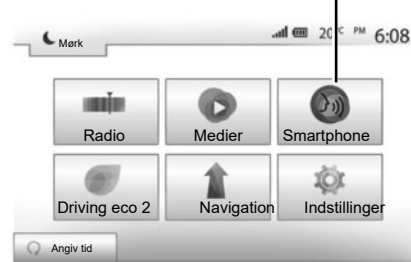 Mørk
20°C PM 6:08
Radio Medier Smartphone
Driving eco 2 Navigation Indstillinger
Angiv tid